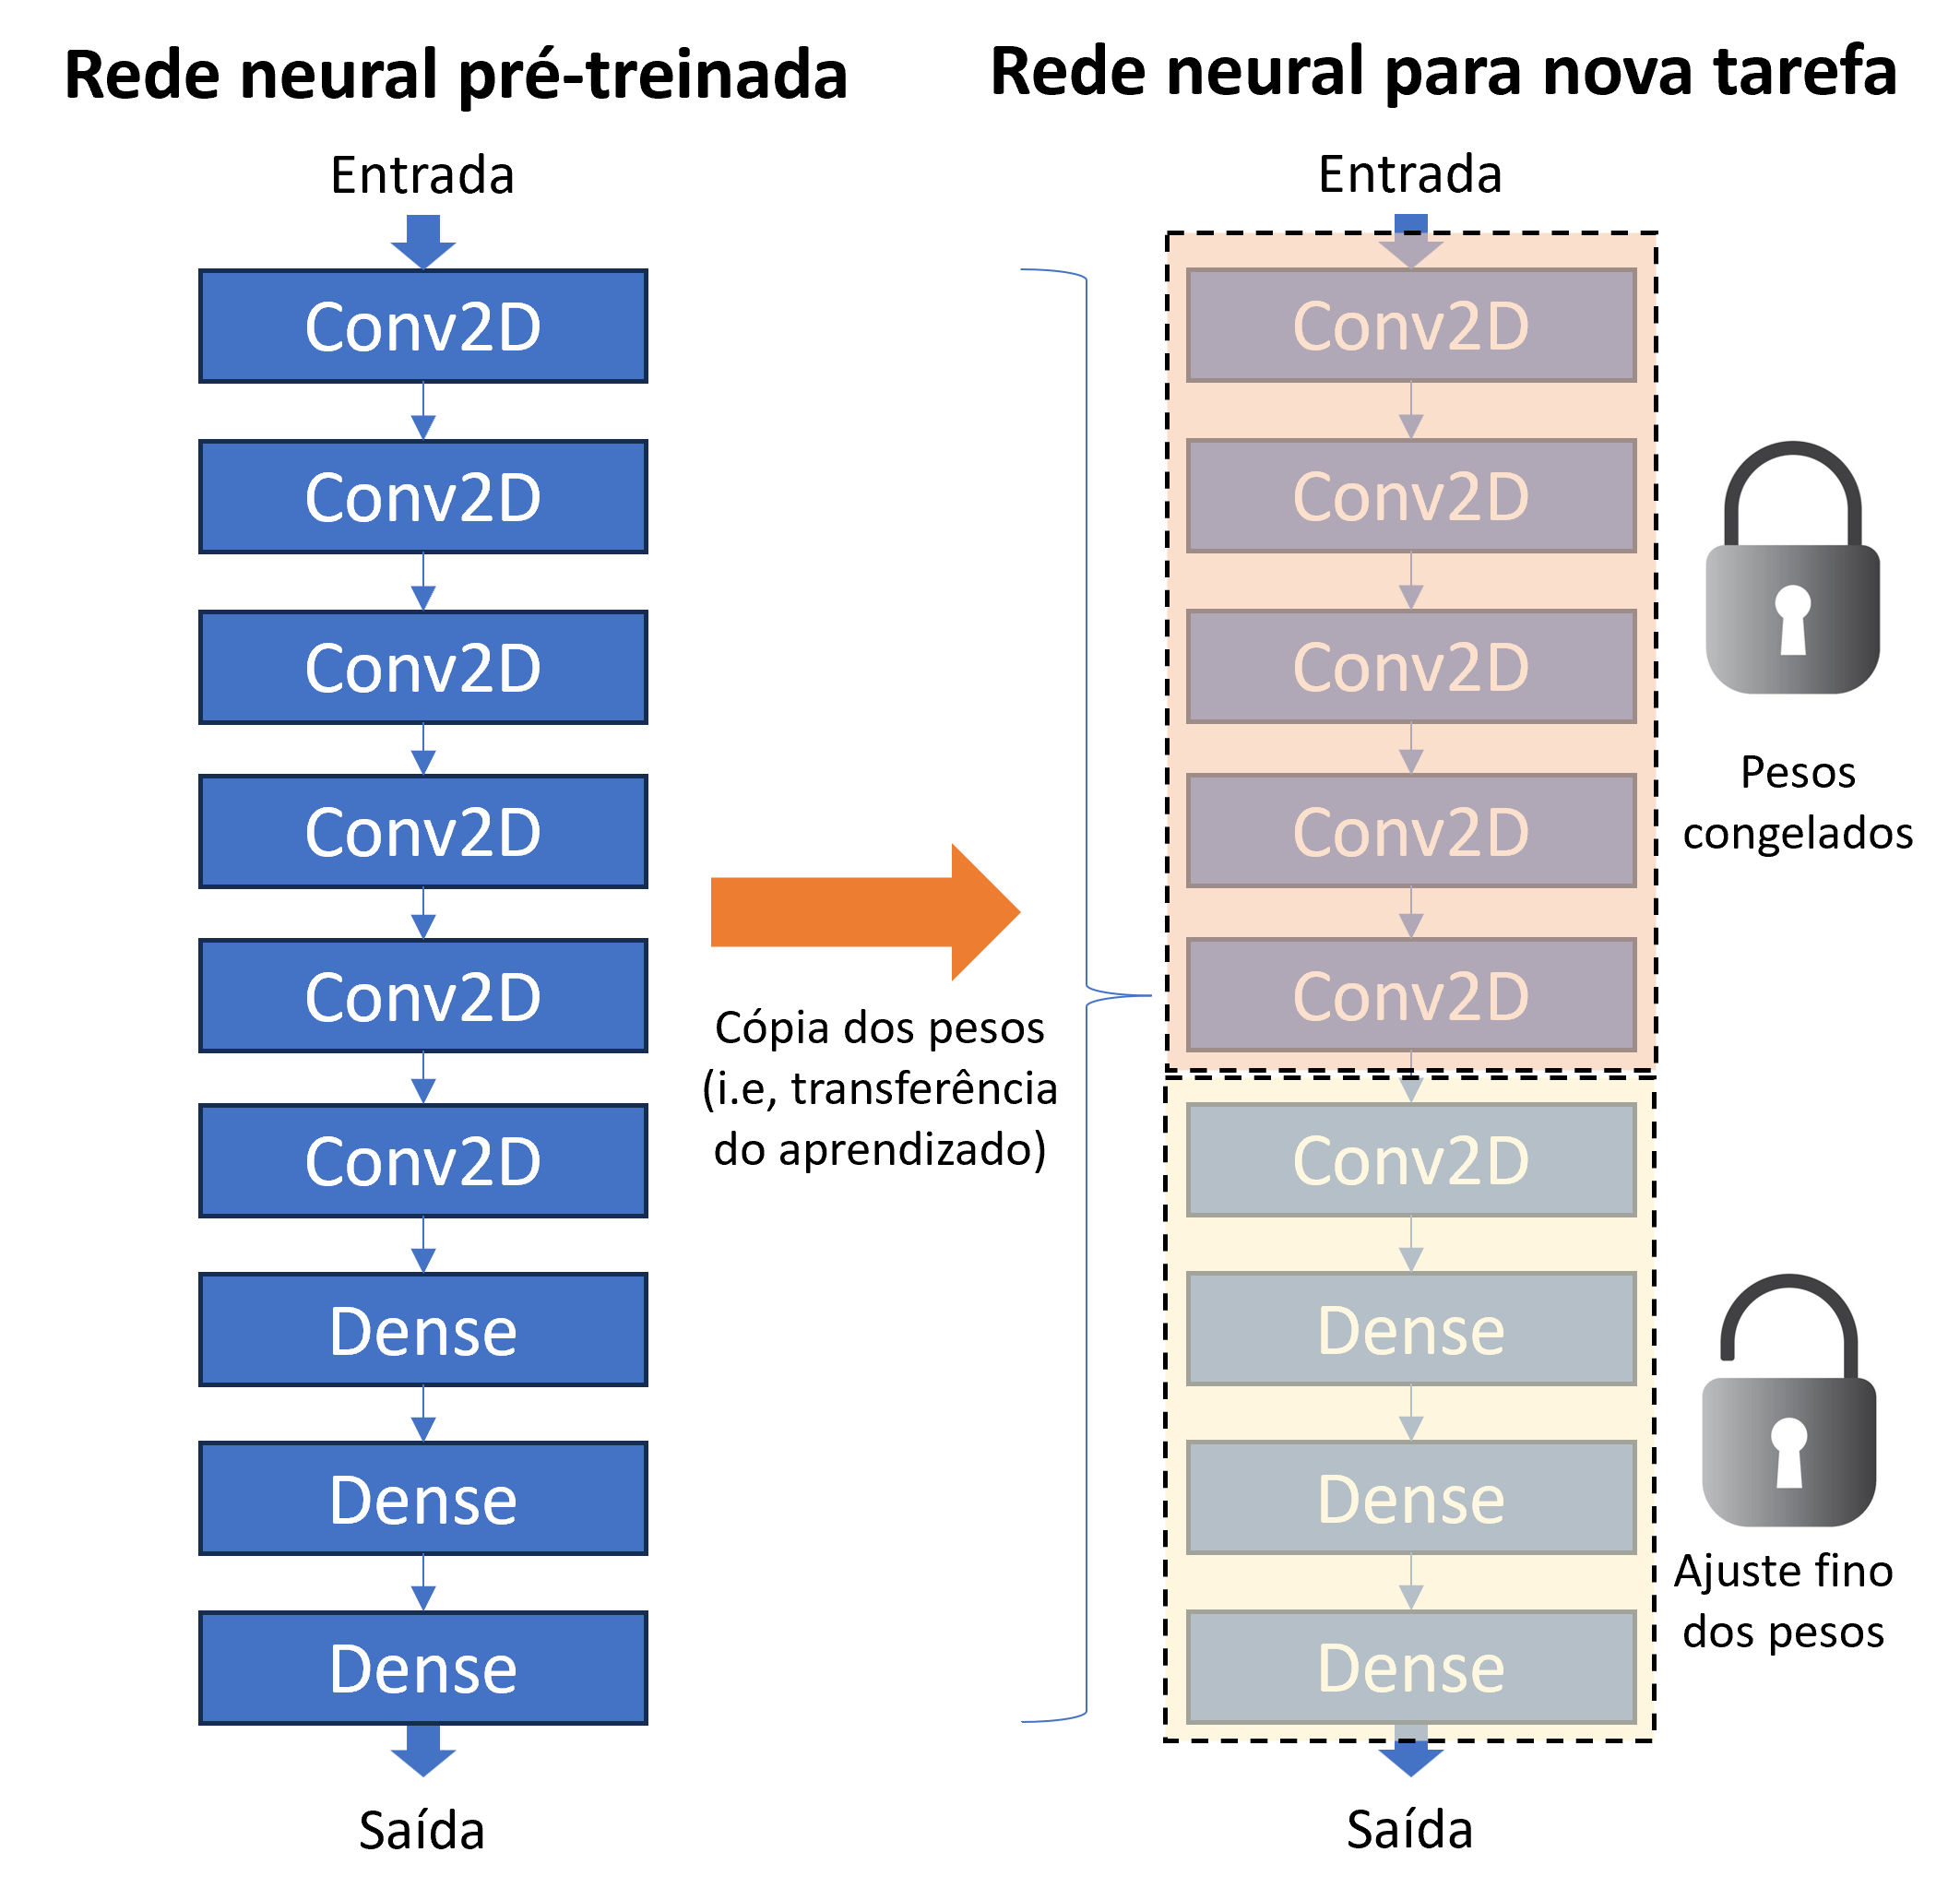 Rede neural pré-treinada
Entrada
Conv2D
Conv2D
Conv2D
Conv2D
Conv2D
Conv2D
Dense
Dense
Dense
Saída
Cópia dos pesos
(i.e, transferência
do aprendizado)
Rede neural para nova tarefa
Entrada
Conv2D
Conv2D
Conv2D
Conv2D
Conv2D
Conv2D
Dense
Dense
Dense
Saída
Pesos
congelados
Ajuste fino
dos pesos